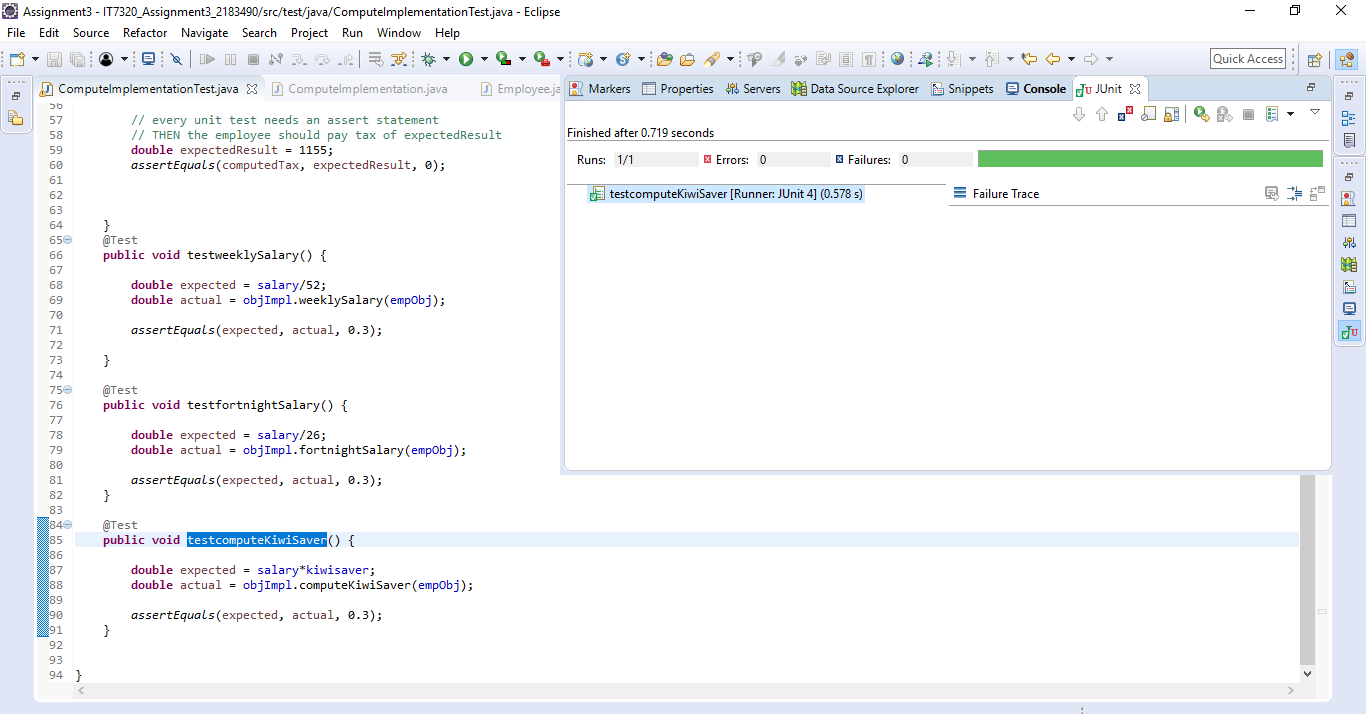 Assignment3 - IT7320_Assignment3_2183490/src/test/java/ComputeImplementationTest.java - Eclipse
File Edit Source Refactor Navigate Search Project Run Window Help
Quick Access
ComputeImplementationTest.java ComputeImplementation.java Employee.ja
Markers Properties Servers Data Source Explorer Snippets Console JUnit
Finished after 0.719 seconds
Runs: 1/1 Errors: 0 Failures: 0
testcomputeKiwiSaver [Runner: JUnit 4] (0.578 s)
Failure Trace
56
57 // every unit test needs an assert statement
58 // THEN the employee should pay tax of expectedResult
59 double expectedResult = 1155;
60 assertEquals(computedTax, expectedResult, 0);
61
62
63
64 }
65 @Test
66 public void testweeklySalary() {
67
68 double expected = salary/52;
69 double actual = objImpl.weeklySalary(empObj);
70
71 assertEquals(expected, actual, 0.3);
72
73 }
74
75 @Test
76 public void testfortnightSalary() {
77
78 double expected = salary/26;
79 double actual = objImpl.fortnightSalary(empObj);
80
81 assertEquals(expected, actual, 0.3);
82 }
83
84 @Test
85 public void testcomputeKiwiSaver() {
86
87 double expected = salary*kiwisaver;
88 double actual = objImpl.computeKiwiSaver(empObj);
89
90 assertEquals(expected, actual, 0.3);
91 }
92
93
94 }